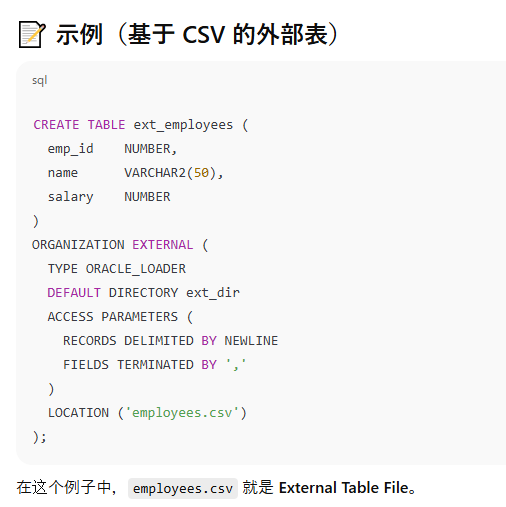 📝 示例（基于 CSV 的外部表）
sql
CREATE TABLE ext_employees (
  emp_id    NUMBER,
  name      VARCHAR2(50),
  salary    NUMBER
)
ORGANIZATION EXTERNAL (
  TYPE ORACLE_LOADER
  DEFAULT DIRECTORY ext_dir
  ACCESS PARAMETERS (
    RECORDS DELIMITED BY NEWLINE
    FIELDS TERMINATED BY ','
  )
  LOCATION ('employees.csv')
);
在这个例子中， employees.csv 就是 External Table File。